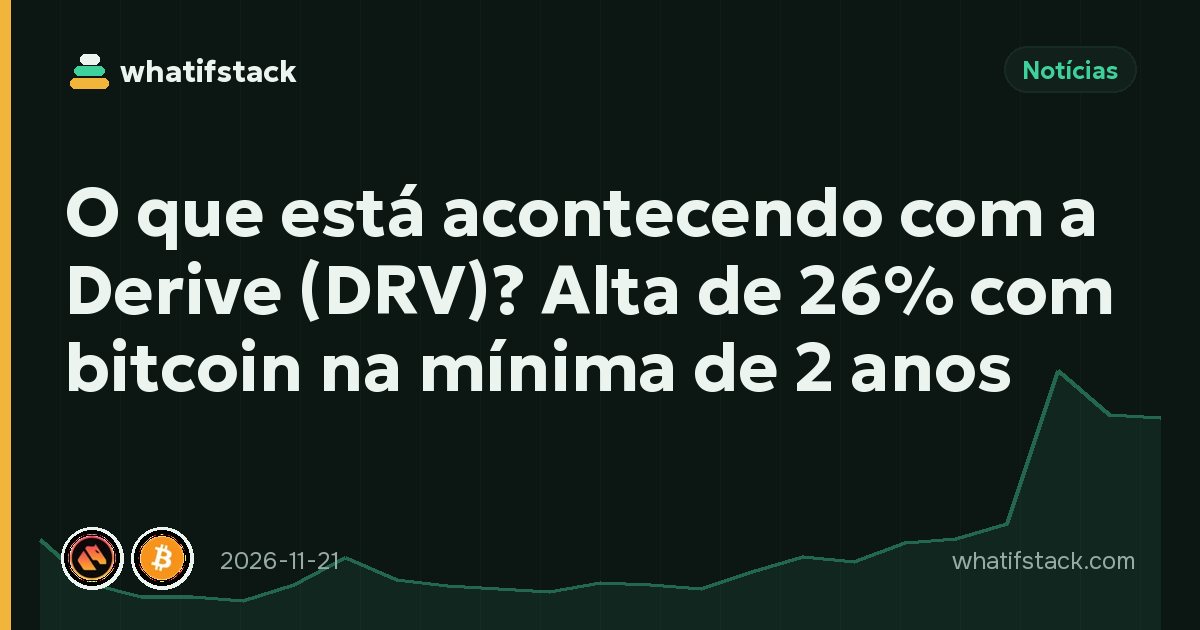 whatifstack
Notícias
O que está acontecendo com a
Derive (DRV)? Alta de 26% com
bitcoin na mínima de 2 anos
2026-11-21
whatifstack.com